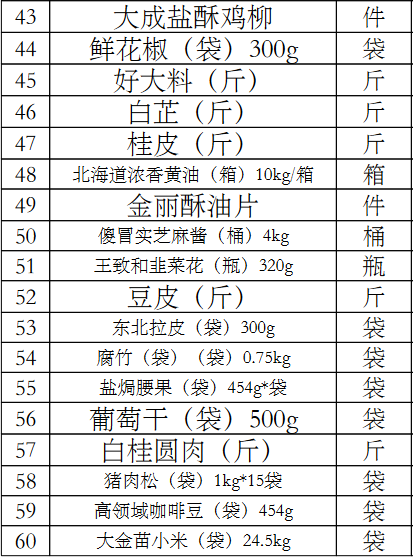 43 大成盐酥鸡柳 件
44 鲜花椒（袋）300g 袋
45 好大料（斤） 斤
46 白芷（斤） 斤
47 桂皮（斤） 斤
48 北海道浓香黄油（箱）10kg/箱 箱
49 金丽酥油片 件
50 傻冒实芝麻酱（桶）4kg 桶
51 王致和韭菜花（瓶）320g 瓶
52 豆皮（斤） 斤
53 东北拉皮（袋）300g 袋
54 腐竹（袋）（袋）0.75kg 袋
55 盐焗腰果（袋）454g*袋 袋
56 葡萄干（袋）500g 袋
57 白桂圆肉（斤） 斤
58 猪肉松（袋）1kg*15袋 袋
59 高领域咖啡豆（袋）454g 袋
60 大金苗小米（袋）24.5kg 袋